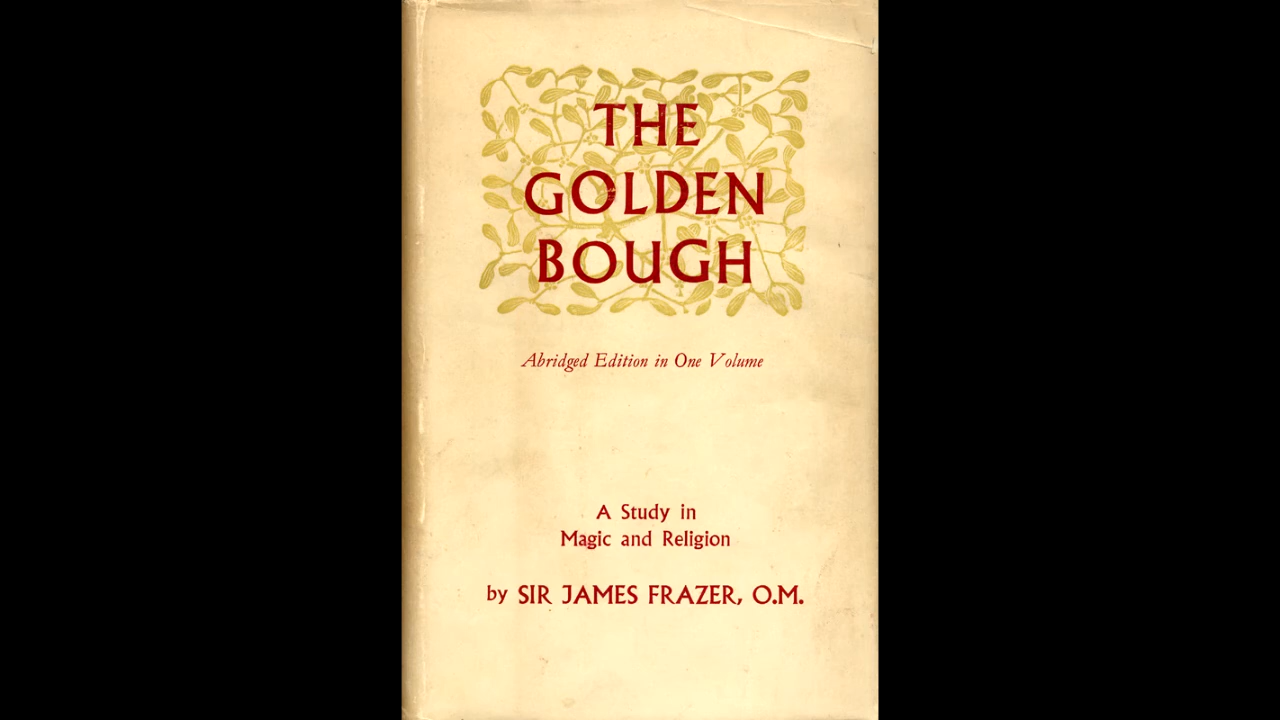 THE
GOLDEN
BOUGH
Abridged Edition in One Volume
A Study in
Magic and Religion
by SIR JAMES FRAZER, O.M.